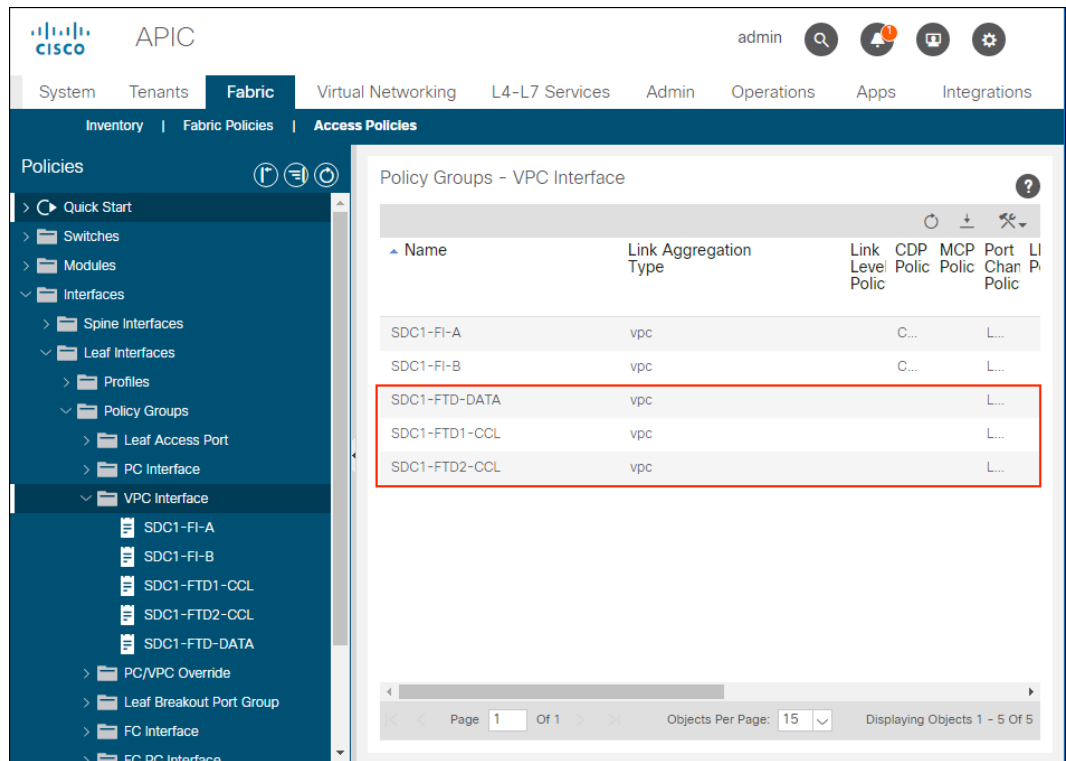 CISCO
APIC
admin
1
System Tenants Fabric Virtual Networking L4-L7 Services Admin Operations Apps Integrations
Inventory | Fabric Policies | Access Policies
Policies
Quick Start
Switches
Modules
Interfaces
Spine Interfaces
Leaf Interfaces
Profiles
Policy Groups
Leaf Access Port
PC Interface
VPC Interface
SDC1-FI-A
SDC1-FI-B
SDC1-FTD1-CCL
SDC1-FTD2-CCL
SDC1-FTD-DATA
PC/VPC Override
Leaf Breakout Port Group
FC Interface
FC PC Interface
Policy Groups - VPC Interface
?
Name Link Aggregation Link CDP MCP Port
Type Level Polic Polic Chan
Polic Polic
SDC1-FI-A vpc C... L...
SDC1-FI-B vpc C... L...
SDC1-FTD-DATA vpc L...
SDC1-FTD1-CCL vpc L...
SDC1-FTD2-CCL vpc L...
Page 1 Of 1 Objects Per Page: 15 Displaying Objects 1 - 5 Of 5